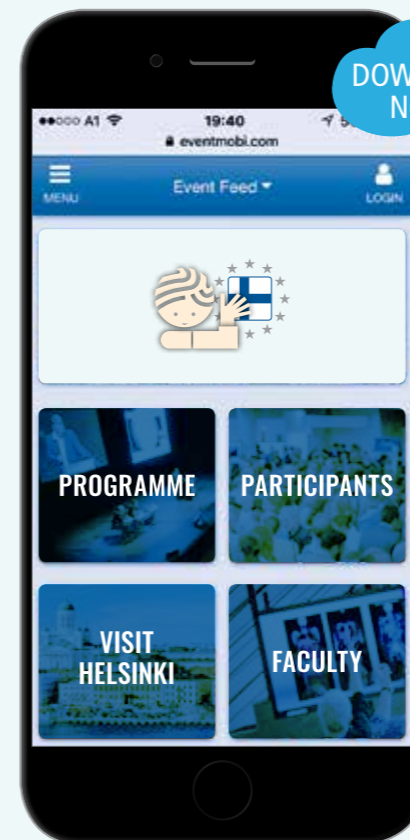 DOW
N
A1 19:40
eventmobi.com
MENU Event Feed LOGIN
PROGRAMME PARTICIPANTS
VISIT
HELSINKI
FACULTY